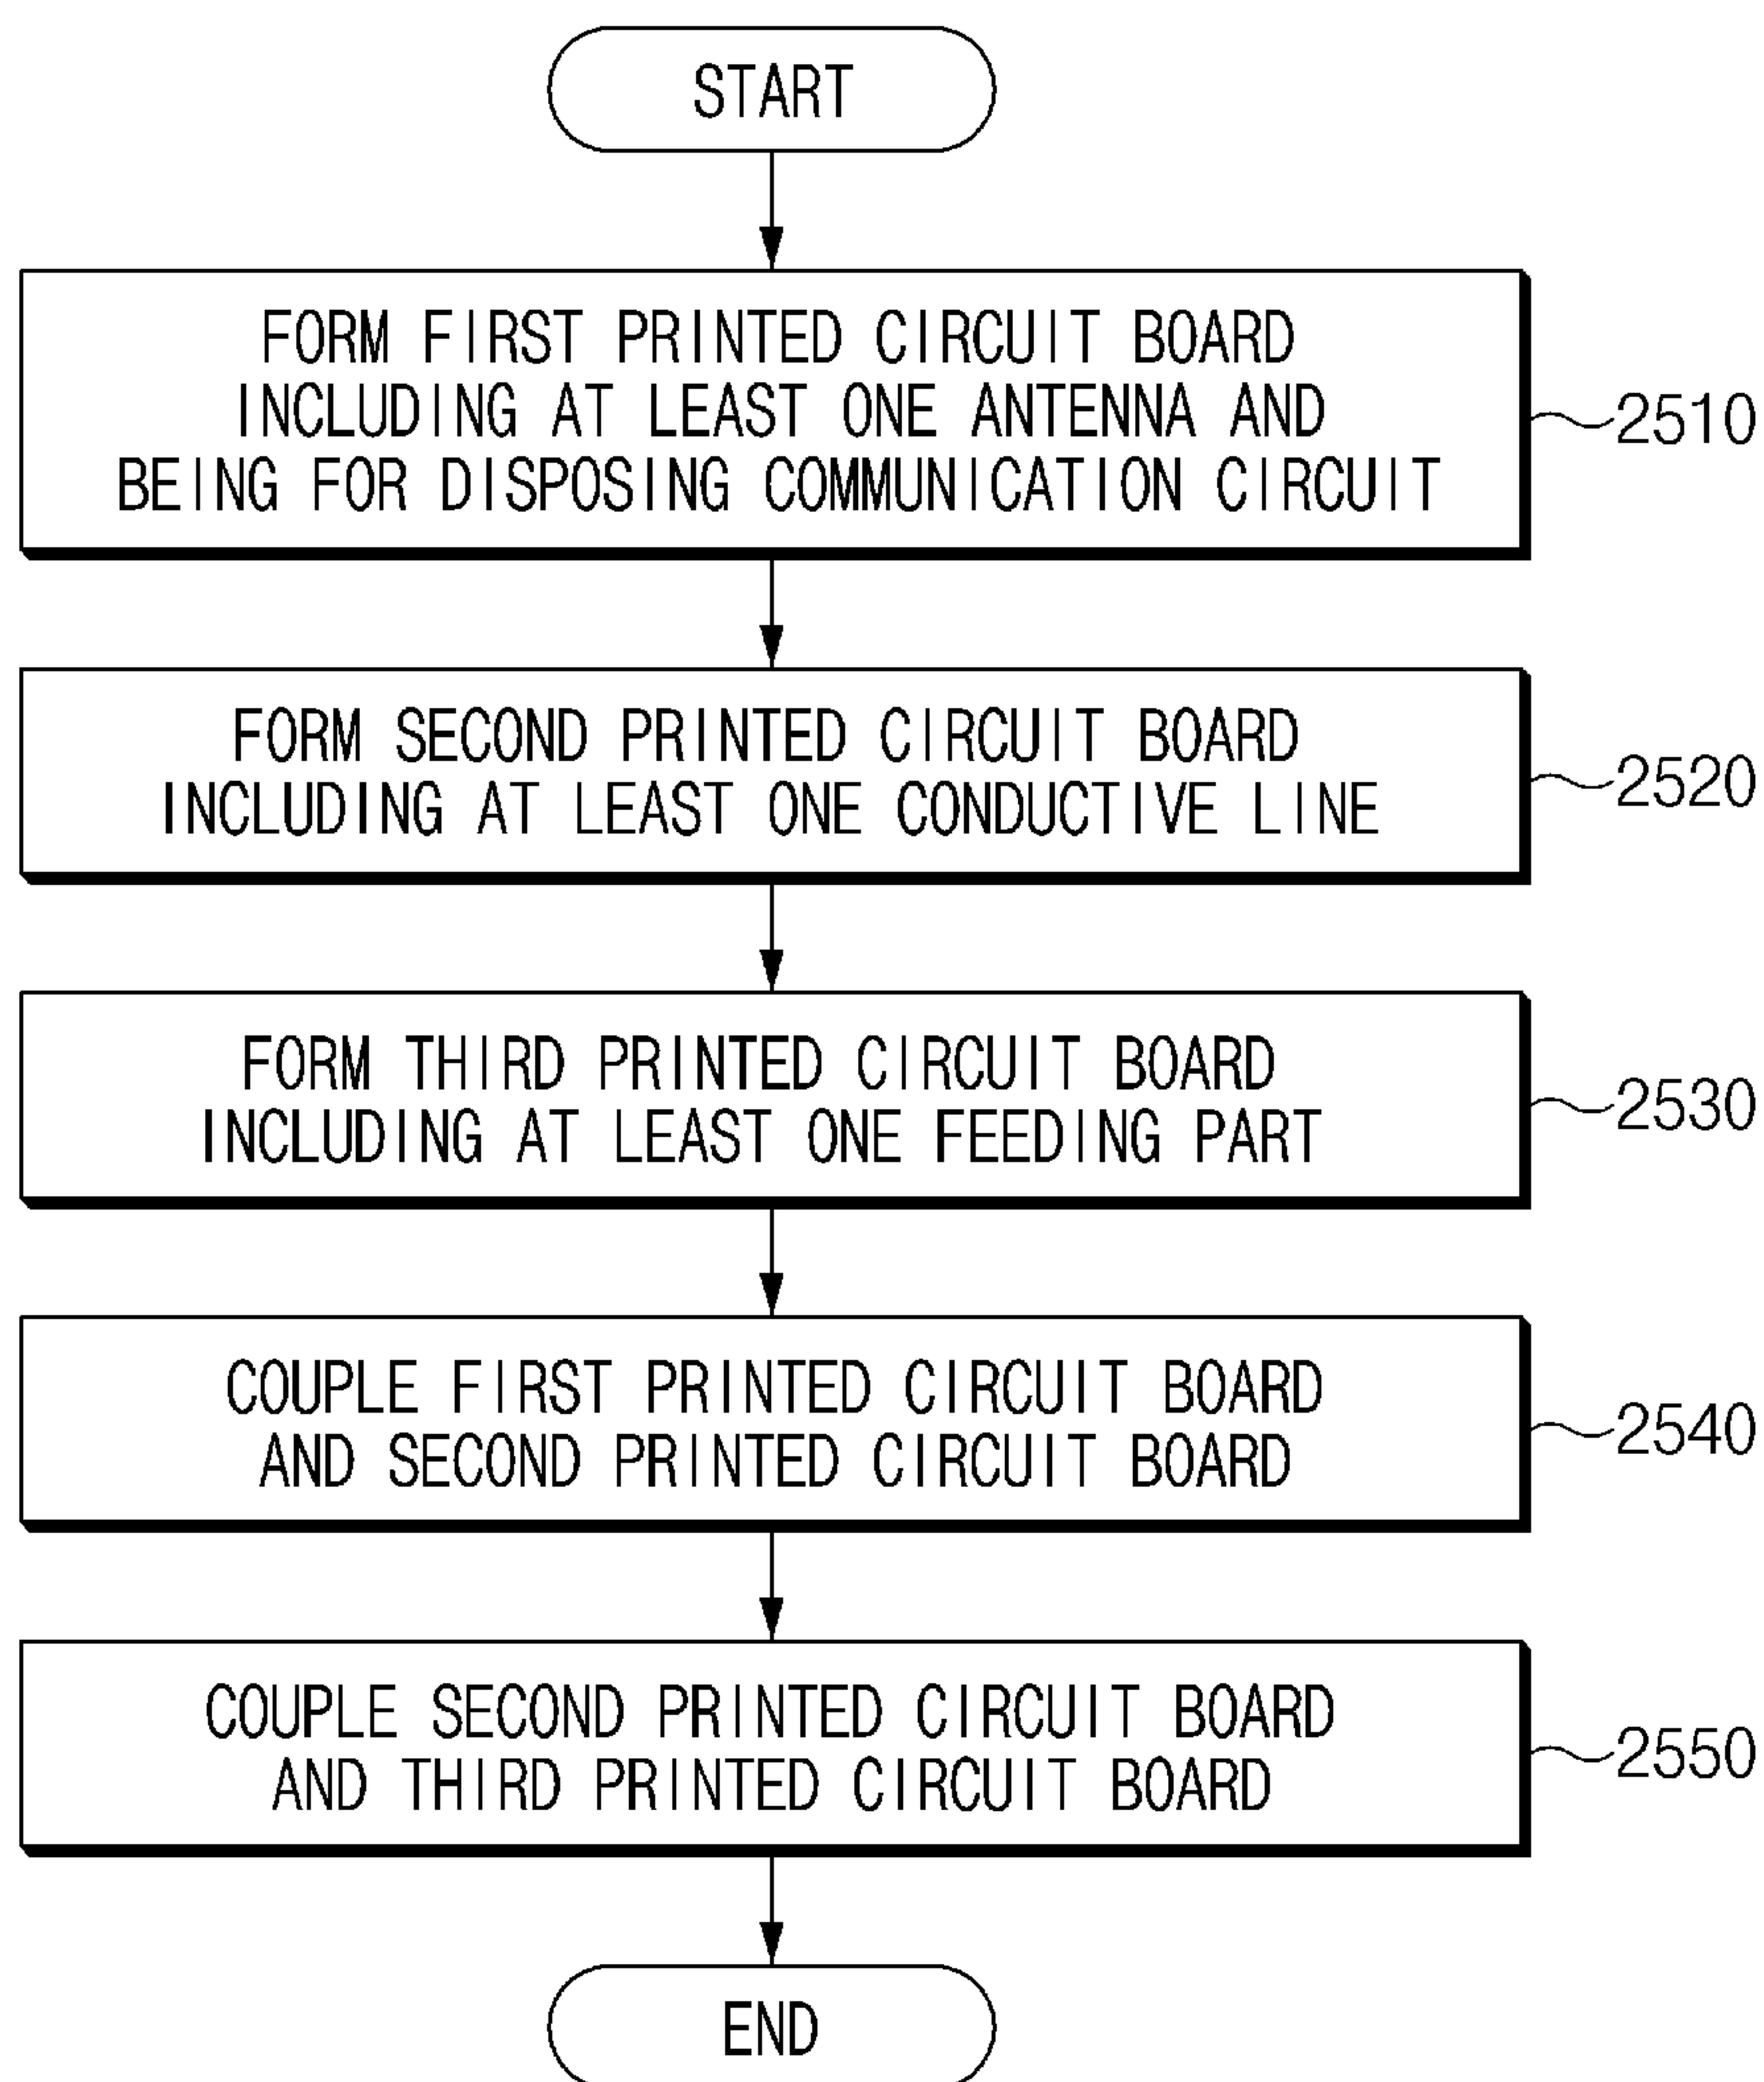 START
FORM FIRST PRINTED CIRCUIT BOARD
INCLUDING AT LEAST ONE ANTENNA AND
BEING FOR DISPOSING COMMUNICATION CIRCUIT
2510
FORM SECOND PRINTED CIRCUIT BOARD
INCLUDING AT LEAST ONE CONDUCTIVE LINE
2520
FORM THIRD PRINTED CIRCUIT BOARD
INCLUDING AT LEAST ONE FEEDING PART
2530
COUPLE FIRST PRINTED CIRCUIT BOARD
AND SECOND PRINTED CIRCUIT BOARD
2540
COUPLE SECOND PRINTED CIRCUIT BOARD
AND THIRD PRINTED CIRCUIT BOARD
2550
END